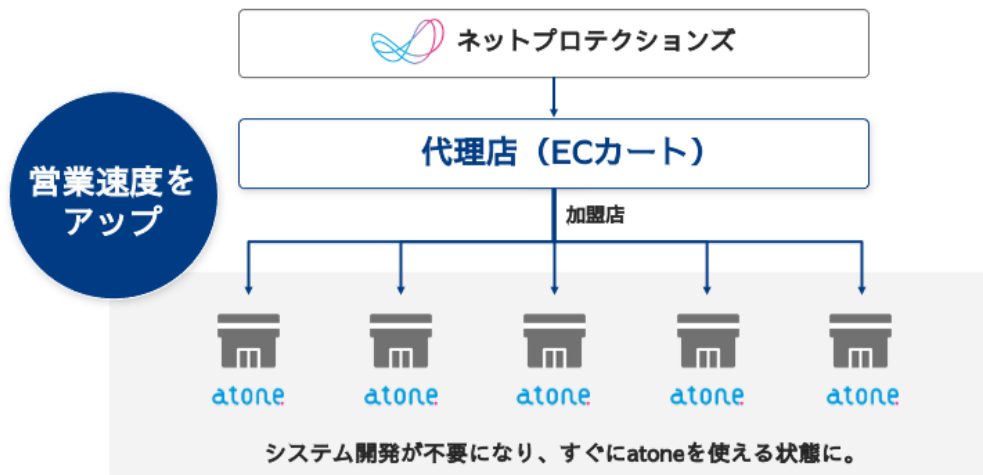 ネットプロテクションズ
代理店（ECカート）
営業速度を
アップ
加盟店
atone
atone
atone
atone
atone
システム開発が不要になり、すぐにatoneを使える状態に。